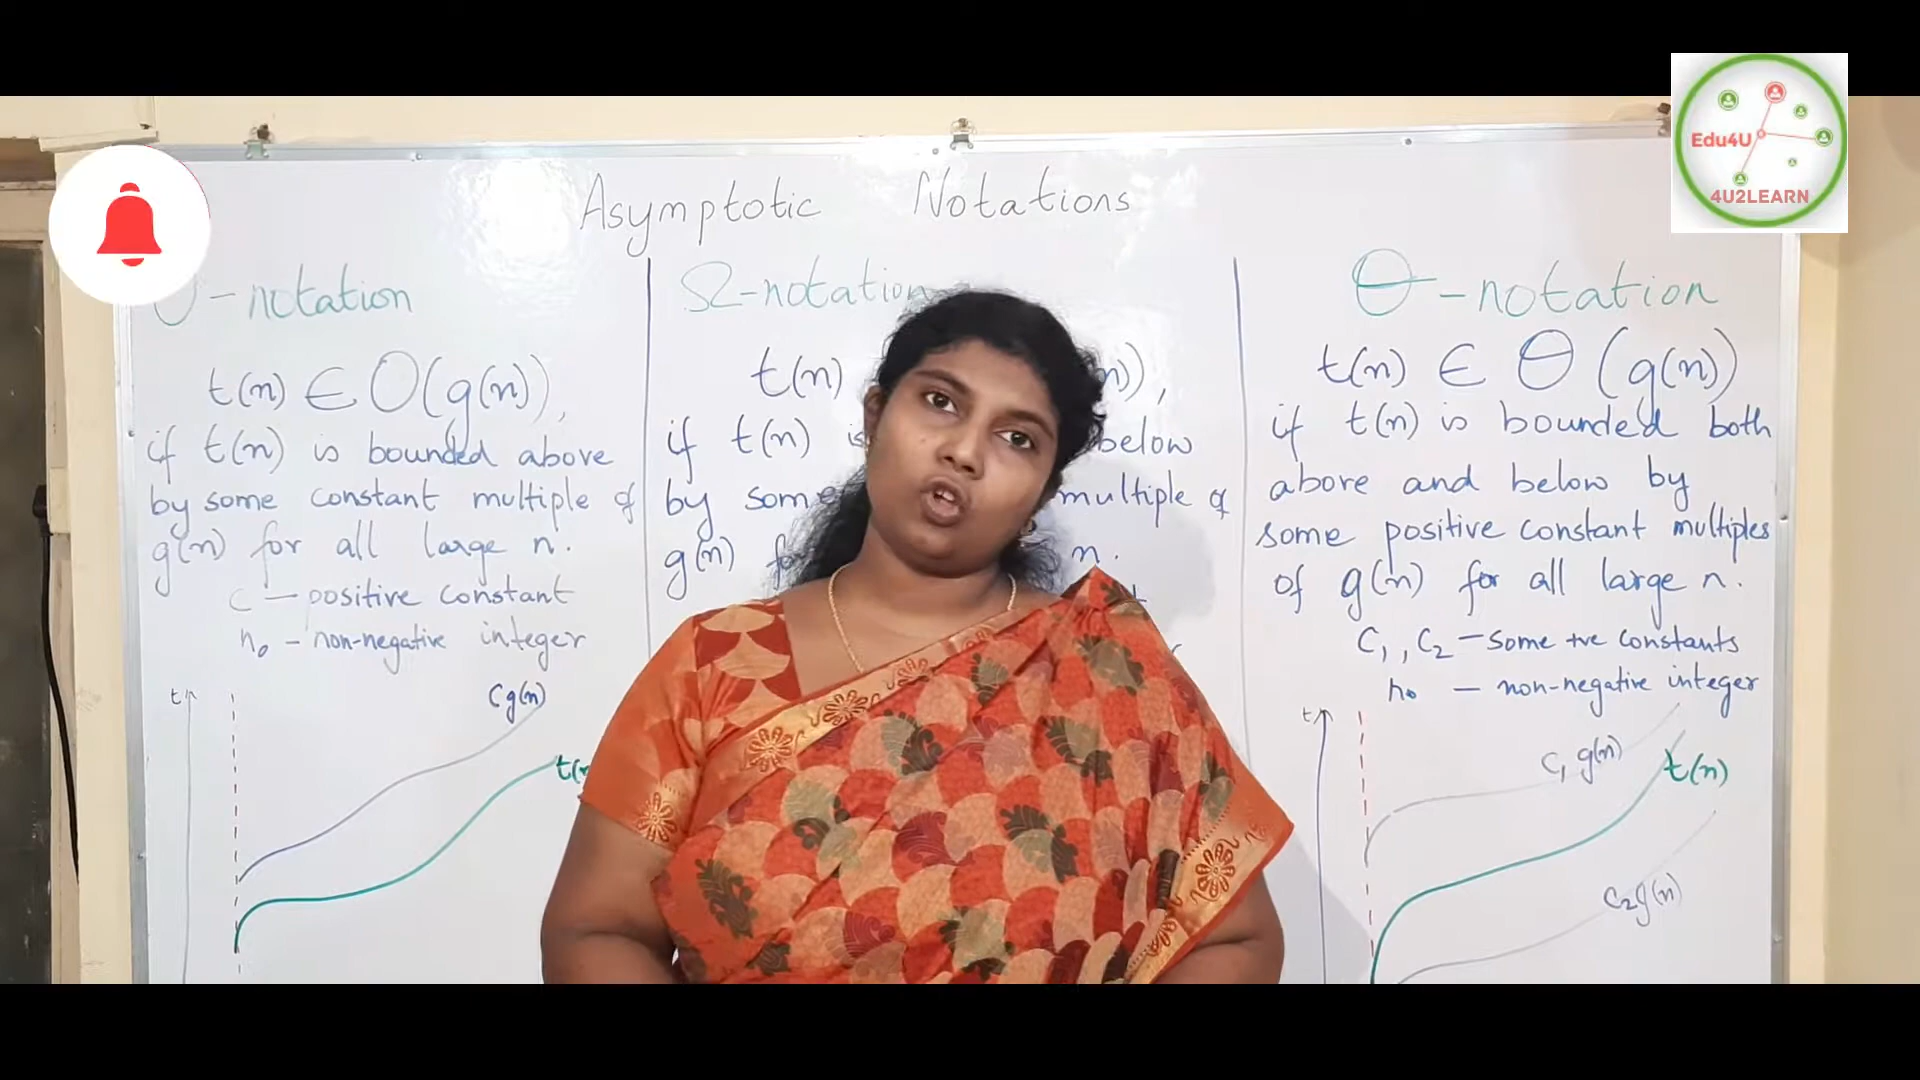 Edu4U
4U2LEARN
Asymptotic Notations
O-notation
t(n) ∈ O(g(n)),
if t(n) is bounded above
by some constant multiple of
g(n) for all large n.
c — positive constant
n₀ - non-negative integer
t
cg(n)
Ω-notation
t(n)
n)),
if t(n) is below
by some multiple of
g(n) n.
Θ-notation
t(n) ∈ Θ (g(n))
if t(n) is bounded both
above and below by
some positive constant multiples
of g(n) for all large n.
C₁, C₂ — some +ve constants
n₀ — non-negative integer
t
C₁ g(n)
t(n)
C₂g(n)